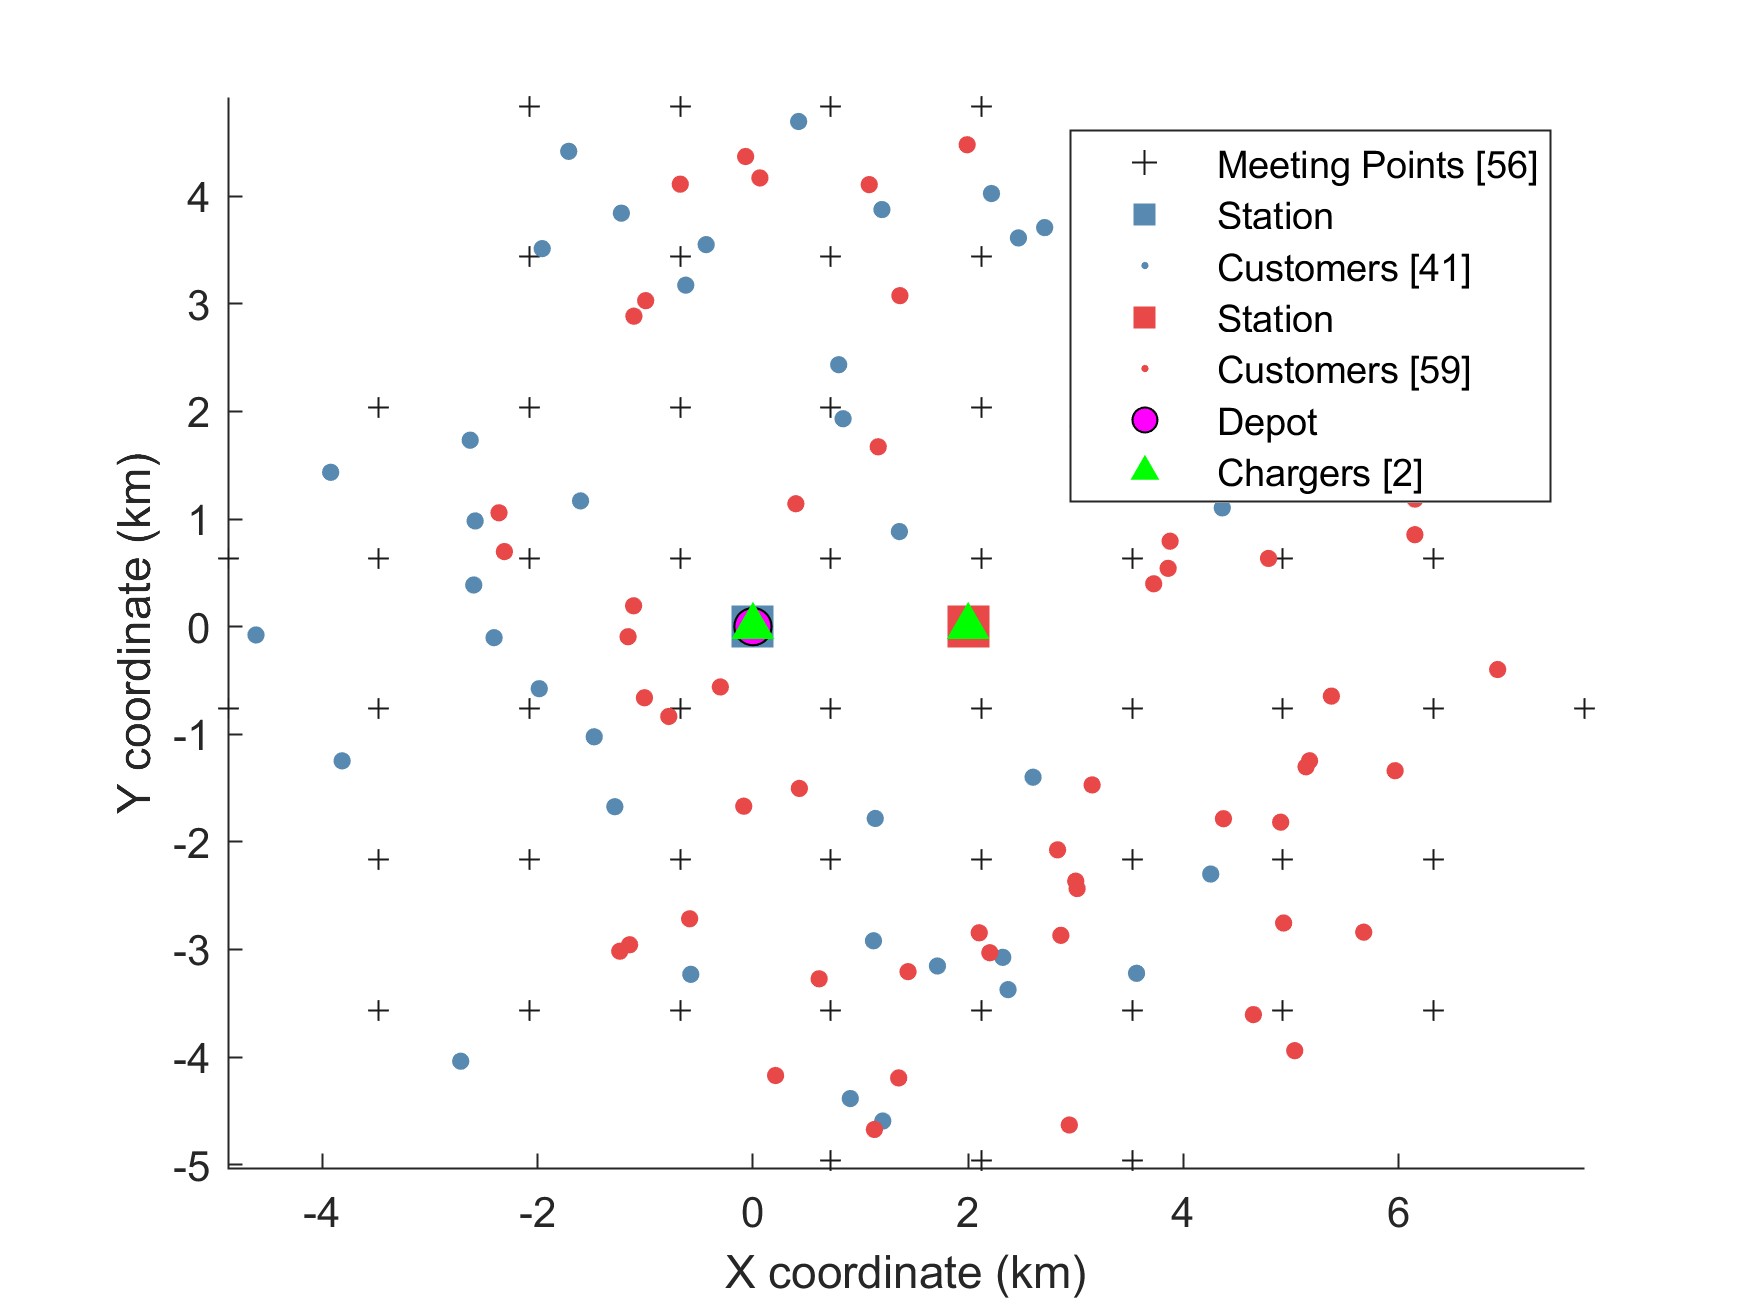 Meeting Points [56]
Station
Customers [41]
Station
Customers [59]
Depot
Chargers [2]
4
3
2
1
0
-1
-2
-3
-4
-5
Y coordinate (km)
-4 -2 0 2 4 6
X coordinate (km)